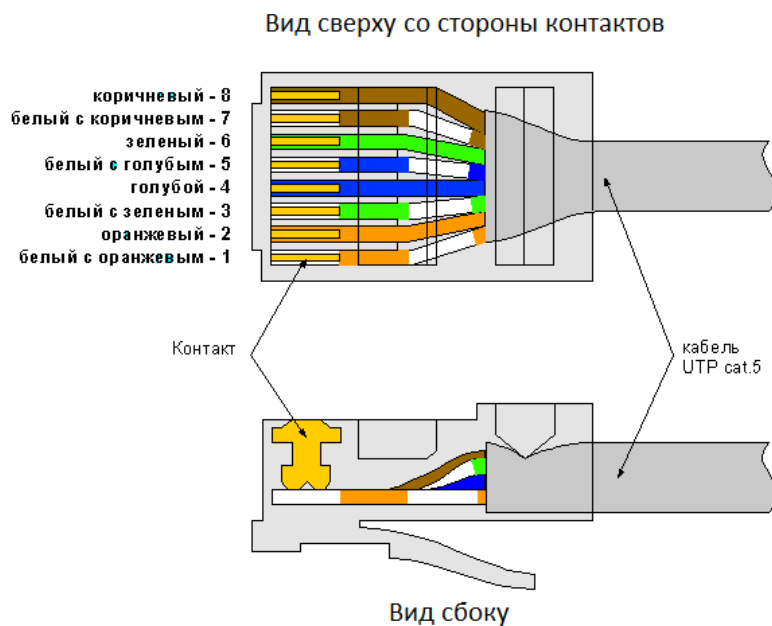 Вид сверху со стороны контактов
коричневый - 8
белый с коричневым - 7
зеленый - 6
белый с голубым - 5
голубой - 4
белый с зеленым - 3
оранжевый - 2
белый с оранжевым - 1
Контакт
кабель
UTP cat.5
Вид сбоку